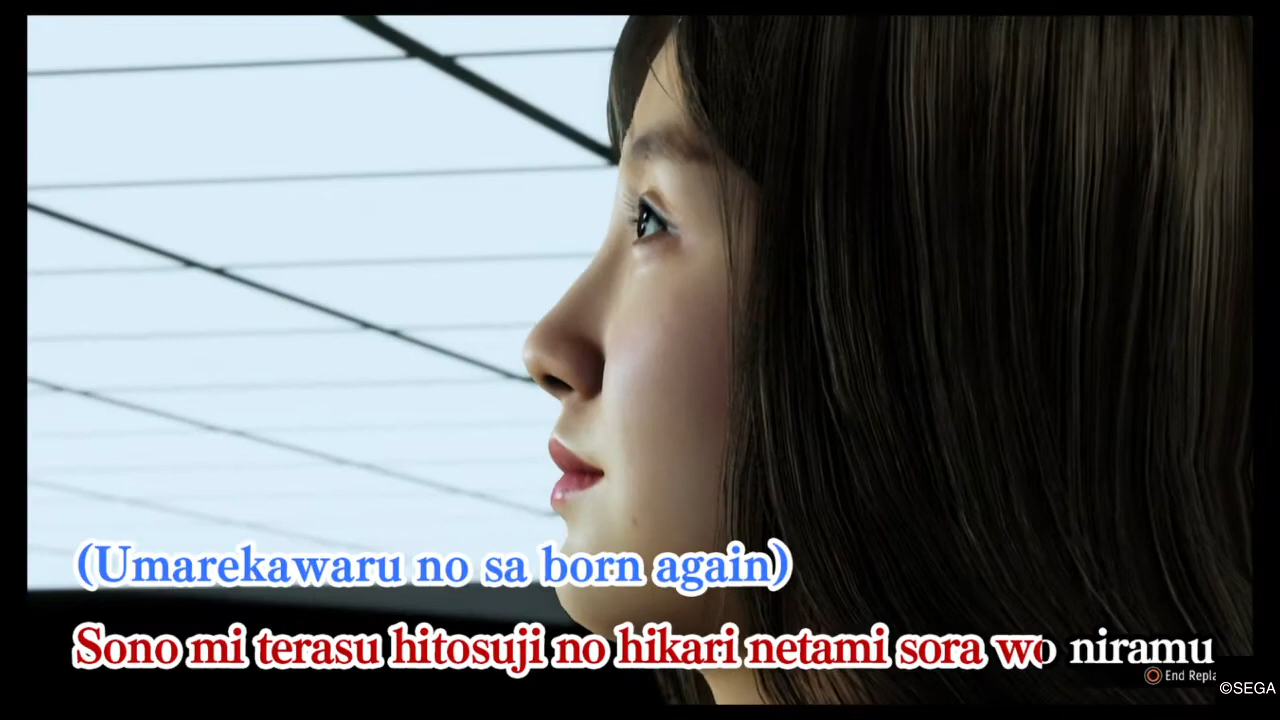 (Umarekawaru no sa born again)
Sono mi terasu hitosuji no hikari netami sora wo niramu
End Repla
©SEGA